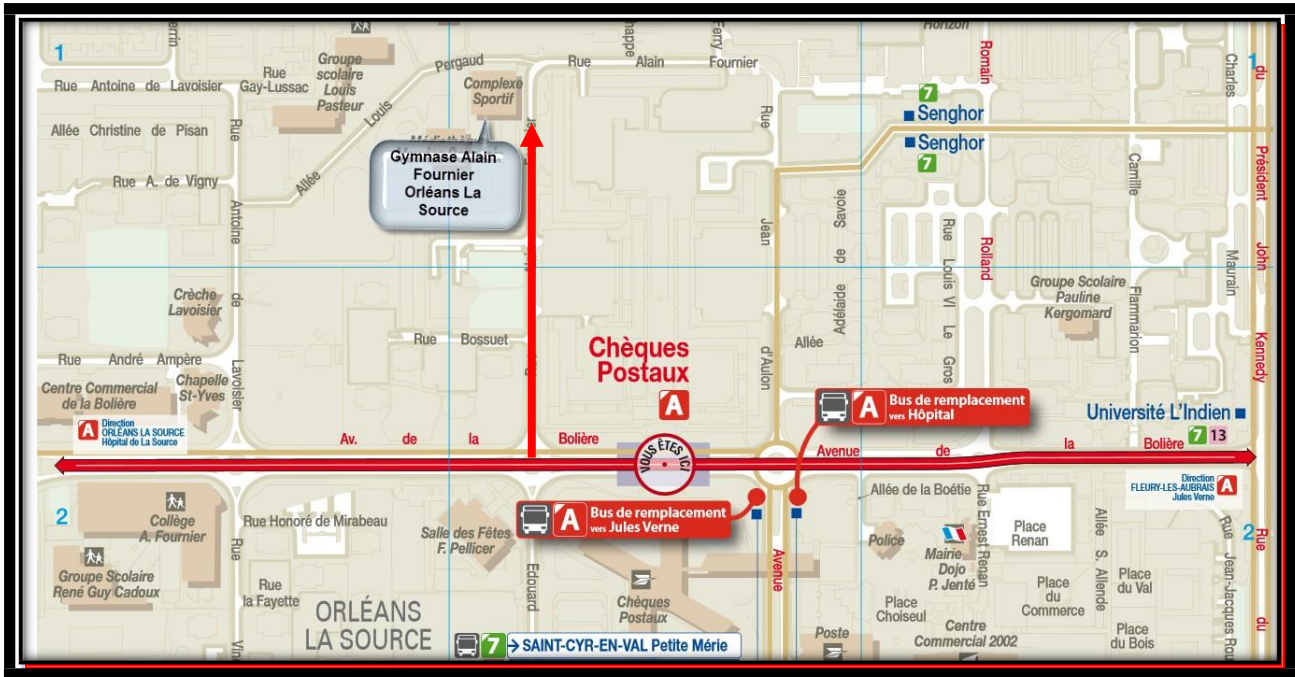 1
Groupe
scolaire
Louis
Pasteur
Pergaud
Complexe
Sportif
Rue Alain Fournier
Ferry
Horizon
Romain
Charles
1
du
Rue Antoine de Lavoisier
Rue
Gay-Lussac
7
Senghor
Senghor
7
Allée Christine de Pisan
Rue
Louis
Rue
Gymnase Alain
Fournier
Orléans La
Source
Rue A. de Vigny
Allée
Antoine
Camille
Président
Jean
Allée
Adélaïde
de
Savoie
Rue Louis VI Le Gros
Rolland
John
Maurain
Crèche
Lavoisier
de
Groupe Scolaire
Pauline
Kergomard
Flammarion
Rue Bossuet
Chèques
Postaux
A
d'Aulon
Kennedy
Rue André Ampère
Lavoisier
Centre Commercial
de la Bolière
Chapelle
St-Yves
A
Bus de remplacement
vers Hôpital
Université L'Indien
7 13
A
Direction
ORLÉANS LA SOURCE
Hôpital de La Source
Av. de la Bolière
VOUS ÊTES ICI
Avenue de la Bolière
Direction
FLEURY-LES-AUBRAIS
Jules Verne
A
2
Collège
A. Fournier
Rue Honoré de Mirabeau
Salle des Fêtes
F. Pellicer
A
Bus de remplacement
vers Jules Verne
Allée de la Boétie
Rue Ernest Renan
Place
Renan
Allée S. Allende
2
Rue
Police
Mairie
Dojo
P. Jenté
Groupe Scolaire
René Guy Cadoux
Rue
Rue
la Fayette
Edouard
Avenue
Chèques
Postaux
Place
Choiseul
Place
du
Commerce
Place
du Val
Rue Jean-Jacques
ORLÉANS
LA SOURCE
7
→ SAINT-CYR-EN-VAL Petite Mérie
Poste
Centre
Commercial 2002
Place
du Bois
du